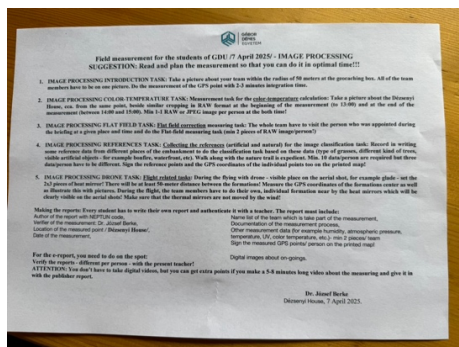 GÁBOR
DÉNES
EGYETEM
Field measurement for the students of GDU /7 April 2025/ - IMAGE PROCESSING
SUGGESTION: Read and plan the measurement so that you can do it in optimal time!!!
1. IMAGE PROCESSING INTRODUCTION TASK: Take a picture about your team within the radius of 50 meters at the geocaching box. All of the team
members have to be on one picture. Do the measurement of the GPS point with 2-3 minutes integration time.
2. IMAGE PROCESSING COLOR-TEMPERATURE TASK: Measurement task for the color-temperature calculation: Take a picture about the Dézsenyi
House, cca. from the same point, beside similar cropping in RAW format at the beginning of the measurement (to 13:00) and at the end of the
measurement (between 14:00 and 15:00). Min 1-1 RAW or JPEG image per person at the both time!
3. IMAGE PROCESSING FLAT FIELD TASK: Flat field correction measuring task: The whole team have to visit the person who was appointed during
the briefing at a given place and time and do the Flat-field measuring task (min 2 pieces of RAW image/person!)
4. IMAGE PROCESSING REFERENCES TASK: Collecting the references (artificial and natural) for the image classification task: Record in writing
some reference data from different places of the embankment to do the classification task based on these data (type of grasses, different kind of trees,
visible artificial objects - for example bonfire, waterfront, etc). Walk along the nature trail is expedient. Min. 10 data/person are required but three
data/person have to be different. Sign the reference points and the GPS coordinates of the individual points too on the printed map!
5. IMAGE PROCESSING DRONE TASK: Flight related tasks: During the flying with drone - visible place on the aerial shot, for example glade - set the
2x3 pieces of heat mirror! There will be at least 50 meter distance between the formations! Measure the GPS coordinates of the formations center as well
as illustrate this with pictures. During the flight, the team members have to do their own, individual formation near by the heat mirrors which will be
clearly visible on the aerial shots! Make sure that the thermal mirrors are not moved by the wind!
Making the reports: Every student has to write their own report and authenticate it with a teacher. The report must include:
Author of the report with NEPTUN code,
Verifier of the measurement: Dr. József Berke,
Location of the measured point / Dézsenyi House/,
Date of the measurement,
Name list of the team which is take part of the measurement,
Documentation of the measurement process,
Other measurement data (for example humidity, atmospheric pressure,
temperature, UV, color temperature, etc.)- min 2 pieces/ team
Sign the measured GPS points/ person on the printed map!
For the e-report, you need to do on the spot:
Verify the reports - different per person - with the present teacher!
Digital images about on-goings.
ATTENTION: You don't have to take digital videos, but you can get extra points if you make a 5-8 minutes long video about the measuring and give it in
with the publisher report.
Dr. József Berke
Dézsenyi House, 7 April 2025.